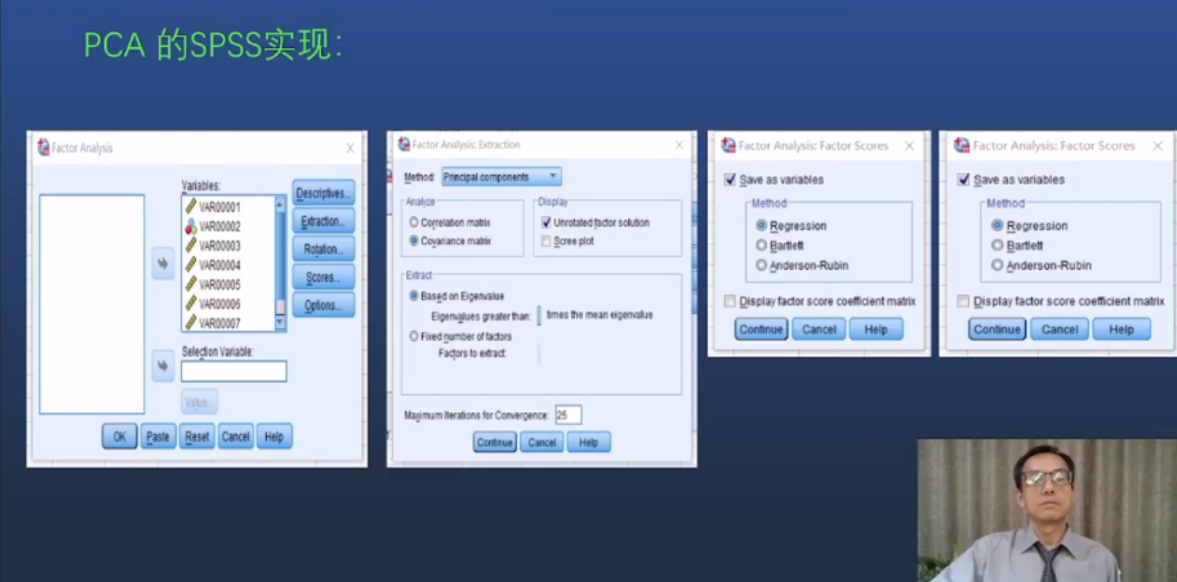 PCA 的SPSS实现：
Factor Analysis
Variables:
VAR00001
VAR00002
VAR00003
VAR00004
VAR00005
VAR00006
VAR00007
Selection Variable:
Value...
Descriptives...
Extraction...
Rotation...
Scores...
Options...
OK Paste Reset Cancel Help
Factor Analysis: Extraction
Method: Principal components
Analyze
Correlation matrix
Covariance matrix
Display
Unrotated factor solution
Scree plot
Extract
Based on Eigenvalue
Eigenvalues greater than: times the mean eigenvalue
Fixed number of factors
Factors to extract:
Maximum Iterations for Convergence: 25
Continue Cancel Help
Factor Analysis: Factor Scores
Save as variables
Method
Regression
Bartlett
Anderson-Rubin
Display factor score coefficient matrix
Continue Cancel Help
Factor Analysis: Factor Scores
Save as variables
Method
Regression
Bartlett
Anderson-Rubin
Display factor score coefficient matrix
Continue Cancel Help